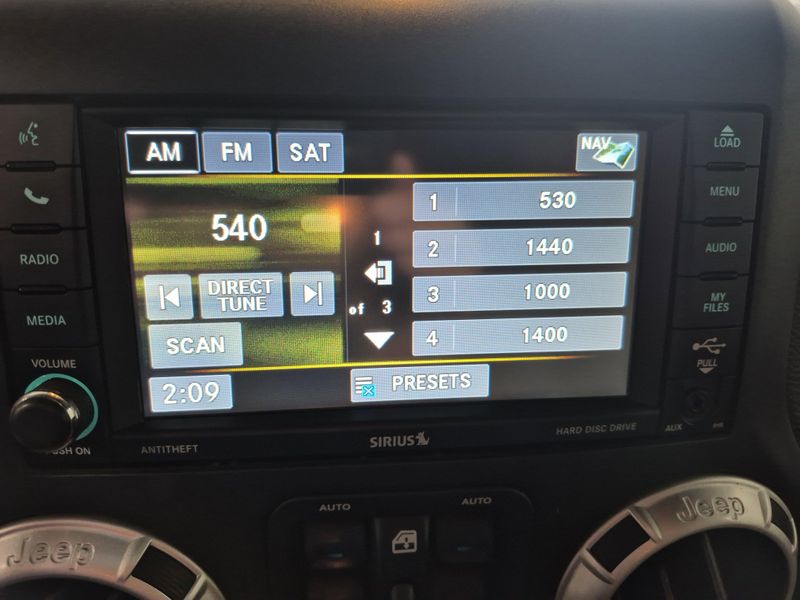 AM FM SAT
NAV
LOAD
MENU
540
1 530
2 1440
3 1000
4 1400
1
of 3
RADIO
AUDIO
DIRECT
TUNE
MEDIA
MY
FILES
SCAN
PULL
VOLUME
2:09
PRESETS
PUSH ON
ANTITHEFT
SIRIUS
HARD DISC DRIVE
AUX
AUTO
AUTO
Jeep
Jeep